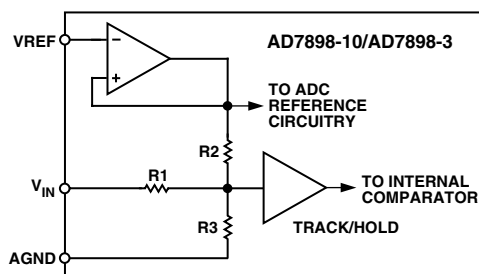 AD7898-10/AD7898-3
VREF
−
+
TO ADC
REFERENCE
CIRCUITRY
R2
VIN
R1
TO INTERNAL
COMPARATOR
R3
TRACK/HOLD
AGND